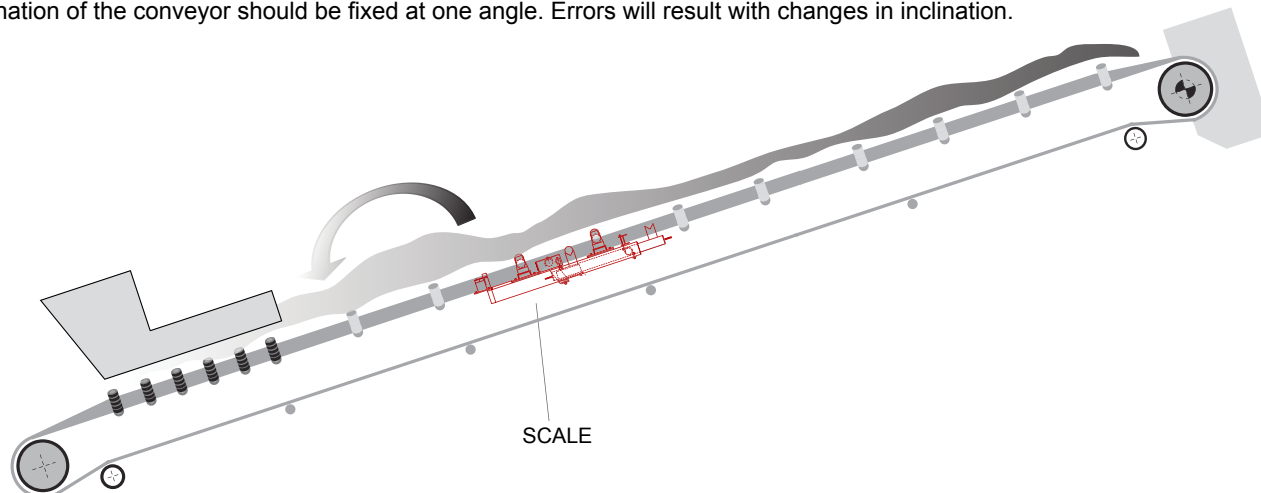 nation of the conveyor should be fixed at one angle. Errors will result with changes in inclination.
SCALE